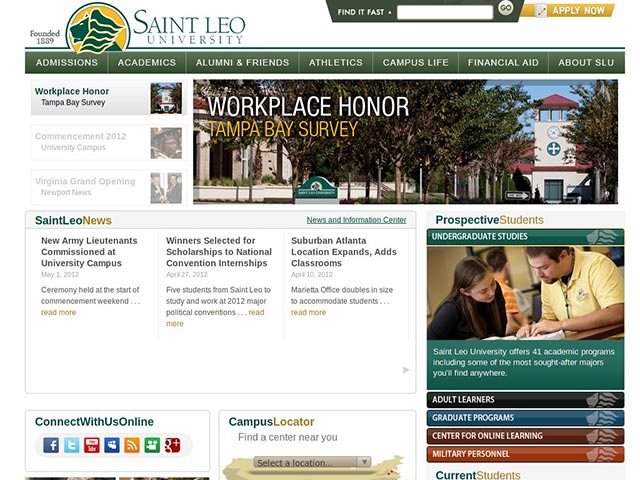 Founded
1889
SAINT LEO
UNIVERSITY
FIND IT FAST
GO
APPLY NOW
ADMISSIONS
ACADEMICS
ALUMNI & FRIENDS
ATHLETICS
CAMPUS LIFE
FINANCIAL AID
ABOUT SLU
Workplace Honor
Tampa Bay Survey
Commencement 2012
University Campus
Virginia Grand Opening
Newport News
WORKPLACE HONOR
TAMPA BAY SURVEY
SAINT LEO UNIVERSITY
SaintLeoNews
News and Information Center
New Army Lieutenants
Commissioned at
University Campus
May 1, 2012
Ceremony held at the start of
commencement weekend . . .
read more
Winners Selected for
Scholarships to National
Convention Internships
April 27, 2012
Five students from Saint Leo to
study and work at 2012 major
political conventions . . . read
more
Suburban Atlanta
Location Expands, Adds
Classrooms
April 10, 2012
Marietta Office doubles in size
to accommodate students . . .
read more
ProspectiveStudents
UNDERGRADUATE STUDIES
Saint Leo University offers 41 academic programs
including some of the most sought-after majors
you'll find anywhere.
ADULT LEARNERS
GRADUATE PROGRAMS
CENTER FOR ONLINE LEARNING
MILITARY PERSONNEL
CurrentStudents
ConnectWithUsOnline
You
Tube
CampusLocator
Find a center near you
Select a location...